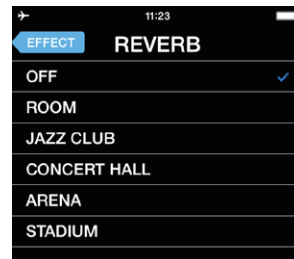 11:23
EFFECT REVERB
OFF
ROOM
JAZZ CLUB
CONCERT HALL
ARENA
STADIUM